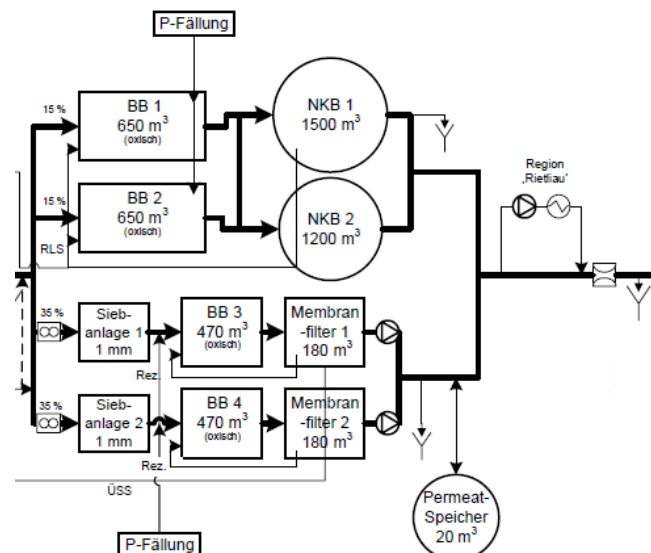 P-Fällung
15 %
BB 1
650 m³
(oxisch)
NKB 1
1500 m³
15 %
BB 2
650 m³
(oxisch)
NKB 2
1200 m³
RLS
Region
‚Rietliau'
35 %
Sieb-
anlage 1
1 mm
BB 3
470 m³
(oxisch)
Membran
-filter 1
180 m³
Rez.
35 %
Sieb-
anlage 2
1 mm
BB 4
470 m³
(oxisch)
Membran
-filter 2
180 m³
Rez.
ÜSS
Permeat-
Speicher
20 m³
P-Fällung